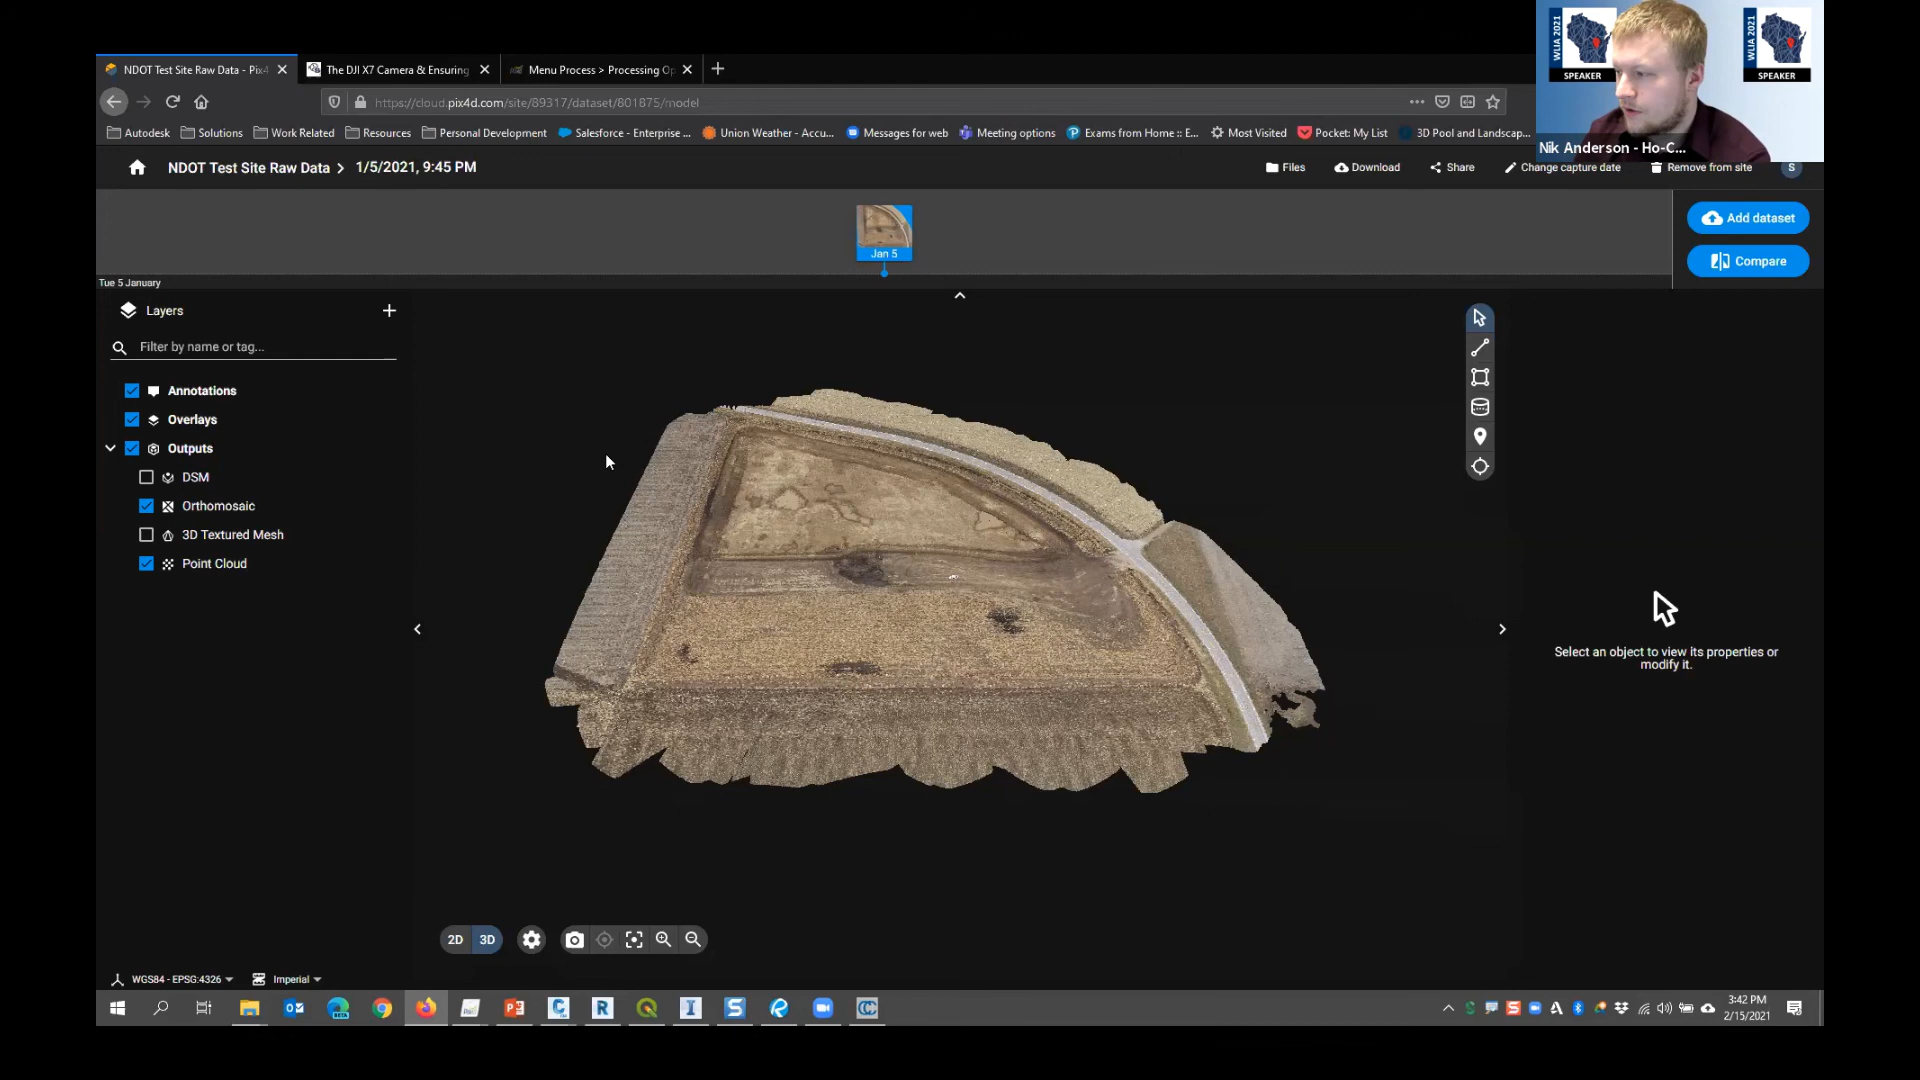 WLIA 2021
SPEAKER
WLIA 2021
SPEAKER
Nik Anderson - Ho-C...
NDOT Test Site Raw Data - Pix4
The DJI X7 Camera & Ensuring
Menu Process > Processing Op
https://cloud.pix4d.com/site/89317/dataset/801875/model
Autodesk Solutions Work Related Resources Personal Development Salesforce - Enterprise ... Union Weather - Accu... Messages for web Meeting options Exams from Home :: E... Most Visited Pocket: My List 3D Pool and Landscap...
NDOT Test Site Raw Data > 1/5/2021, 9:45 PM
Files Download Share Change capture date Remove from site S
Jan 5
Add dataset
Compare
Tue 5 January
Layers
Filter by name or tag...
Annotations
Overlays
Outputs
DSM
Orthomosaic
3D Textured Mesh
Point Cloud
Select an object to view its properties or
modify it.
2D 3D
WGS84 - EPSG:4326 Imperial
3:42 PM
2/15/2021